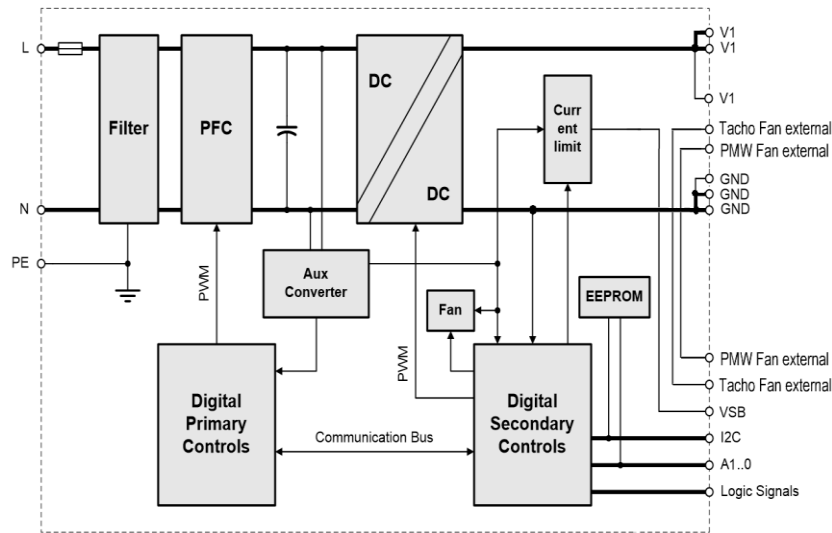 V1
L
V1
DC
Curr
ent
limit
V1
Filter
PFC
Tacho Fan external
PMW Fan external
DC
GND
GND
N
GND
PE
PWM
Aux
Converter
EEPROM
Fan
PWM
PMW Fan external
Digital
Primary
Controls
Digital
Secondary
Controls
Tacho Fan external
VSB
Communication Bus
I2C
A1..0
Logic Signals